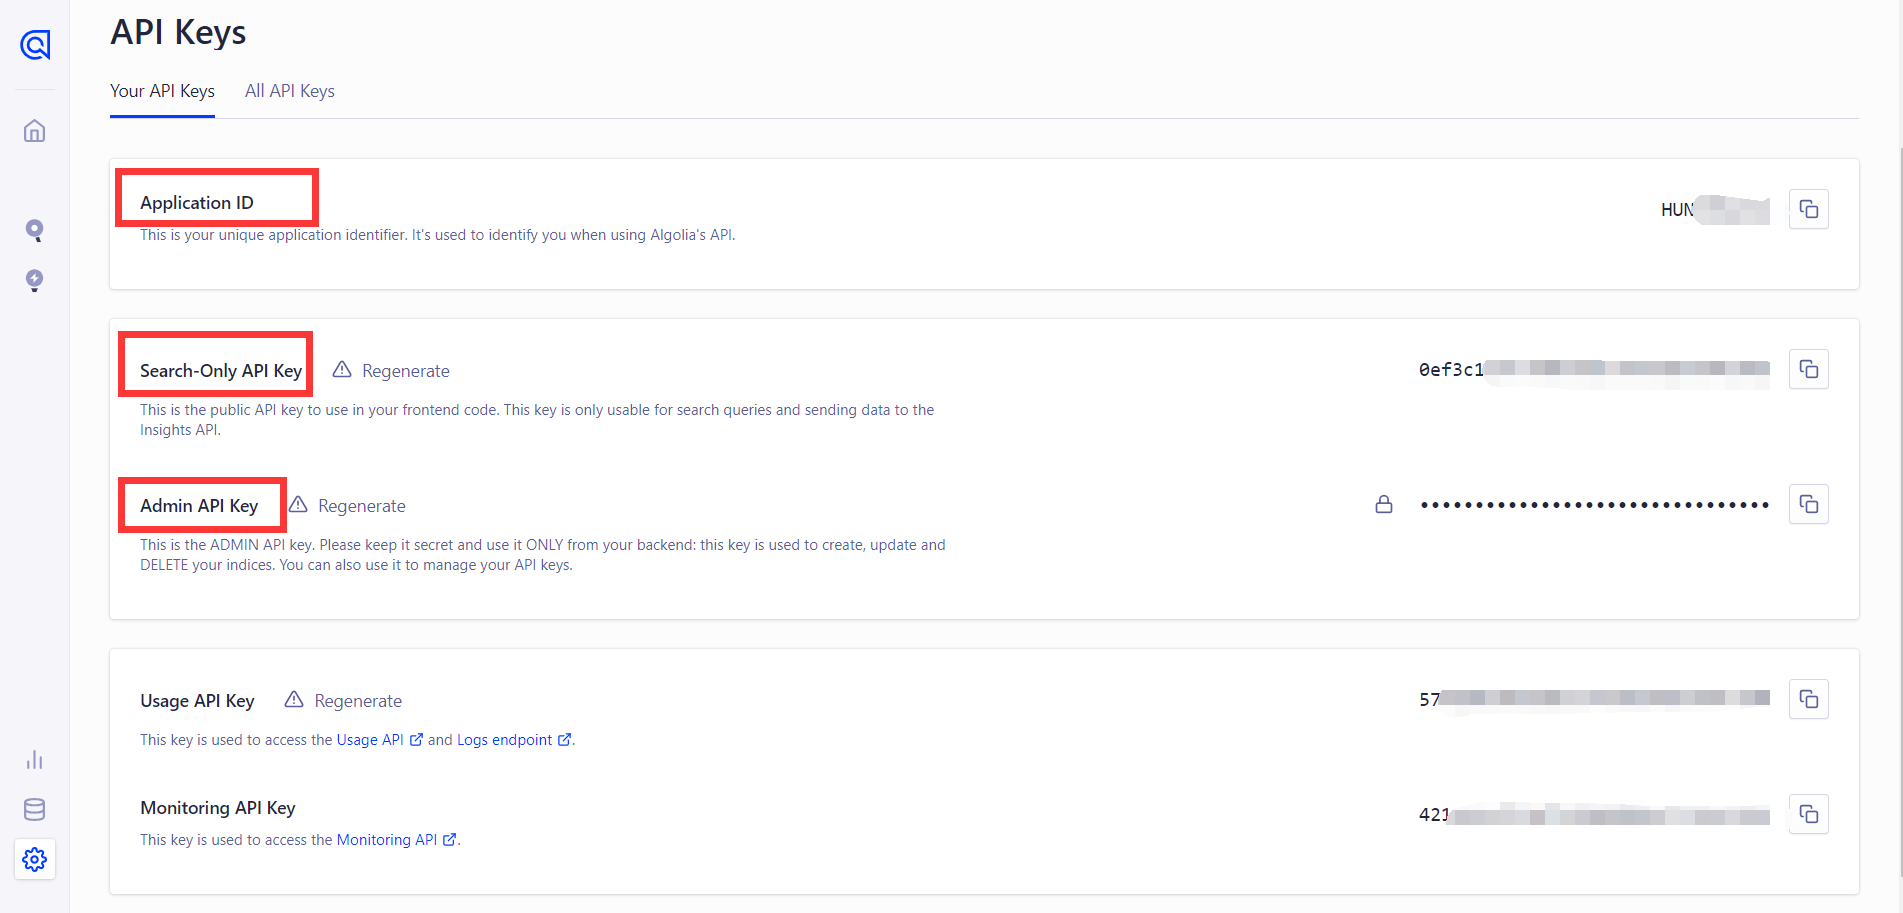 API Keys
Your API Keys
All API Keys
Application ID
HUN
This is your unique application identifier. It's used to identify you when using Algolia's API.
Search-Only API Key
Regenerate
0ef3c1
This is the public API key to use in your frontend code. This key is only usable for search queries and sending data to the
Insights API.
Admin API Key
Regenerate
••••••••••••••••••••••••••••••••
This is the ADMIN API key. Please keep it secret and use it ONLY from your backend: this key is used to create, update and
DELETE your indices. You can also use it to manage your API keys.
Usage API Key
Regenerate
57
This key is used to access the Usage API and Logs endpoint.
Monitoring API Key
421
This key is used to access the Monitoring API.